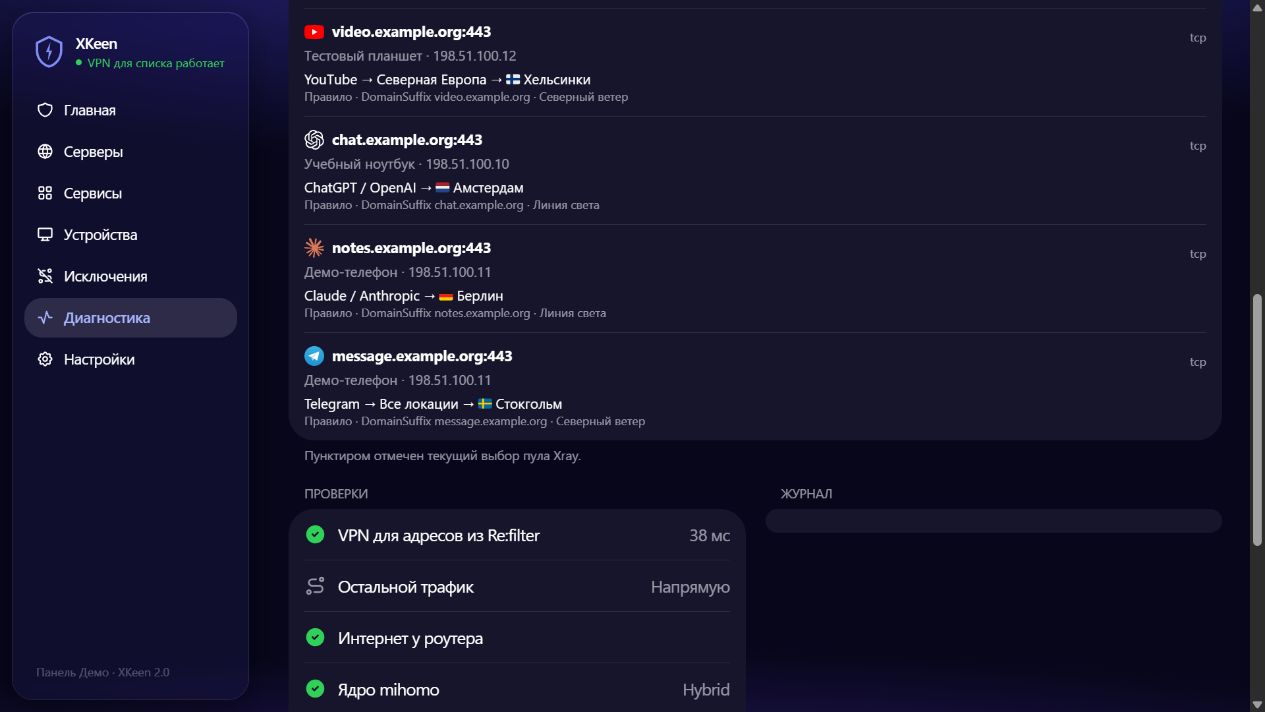 XKeen
VPN для списка работает
Главная
Серверы
Сервисы
Устройства
Исключения
Диагностика
Настройки
Панель Демо · XKeen 2.0
video.example.org:443
tcp
Тестовый планшет · 198.51.100.12
YouTube → Северная Европа → 🇫🇮 Хельсинки
Правило · DomainSuffix video.example.org · Северный ветер
chat.example.org:443
tcp
Учебный ноутбук · 198.51.100.10
ChatGPT / OpenAI → 🇳🇱 Амстердам
Правило · DomainSuffix chat.example.org · Линия света
notes.example.org:443
tcp
Демо-телефон · 198.51.100.11
Claude / Anthropic → 🇩🇪 Берлин
Правило · DomainSuffix notes.example.org · Линия света
message.example.org:443
tcp
Демо-телефон · 198.51.100.11
Telegram → Все локации → 🇸🇪 Стокгольм
Правило · DomainSuffix message.example.org · Северный ветер
Пунктиром отмечен текущий выбор пула Xray.
ПРОВЕРКИ
VPN для адресов из Re:filter 38 мс
Остальной трафик Напрямую
Интернет у роутера
Ядро mihomo Hybrid
ЖУРНАЛ